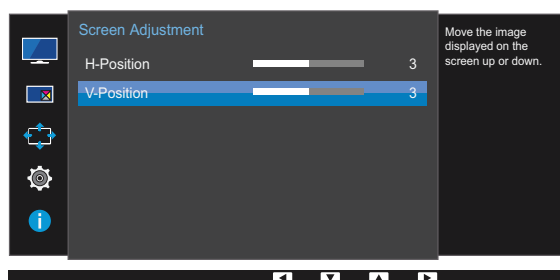 Screen Adjustment
H-Position 3
V-Position 3
Move the image
displayed on the
screen up or down.